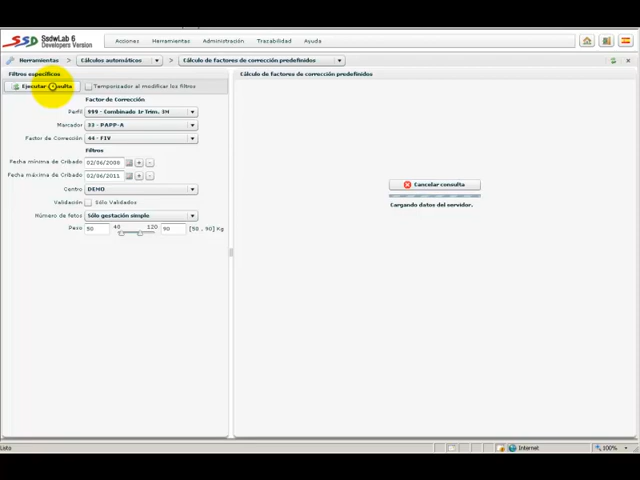 SSD SsdwLab 6
Developers Version
Acciones Herramientas Administración Trazabilidad Ayuda
Herramientas > Cálculos automáticos > Cálculo de factores de corrección predefinidos
Filtros específicos
Cálculo de factores de corrección predefinidos
Ejecutar consulta Temporizador al modificar los filtros
Factor de Corrección
Perfil 999 - Combinado 1r Trim. SM
Marcador 33 - PAPP-A
Factor de Corrección 44 - FIV
Filtros
Fecha mínima de Cribado 02/06/2006 + -
Fecha máxima de Cribado 02/06/2011 + -
Centro DEMO
Validación Sólo Validados
Número de fetos Sólo gestación simple
Peso 50 40 120 90 [50 , 90] Kg
Cancelar consulta
Cargando datos del servidor.
Listo Internet 100%